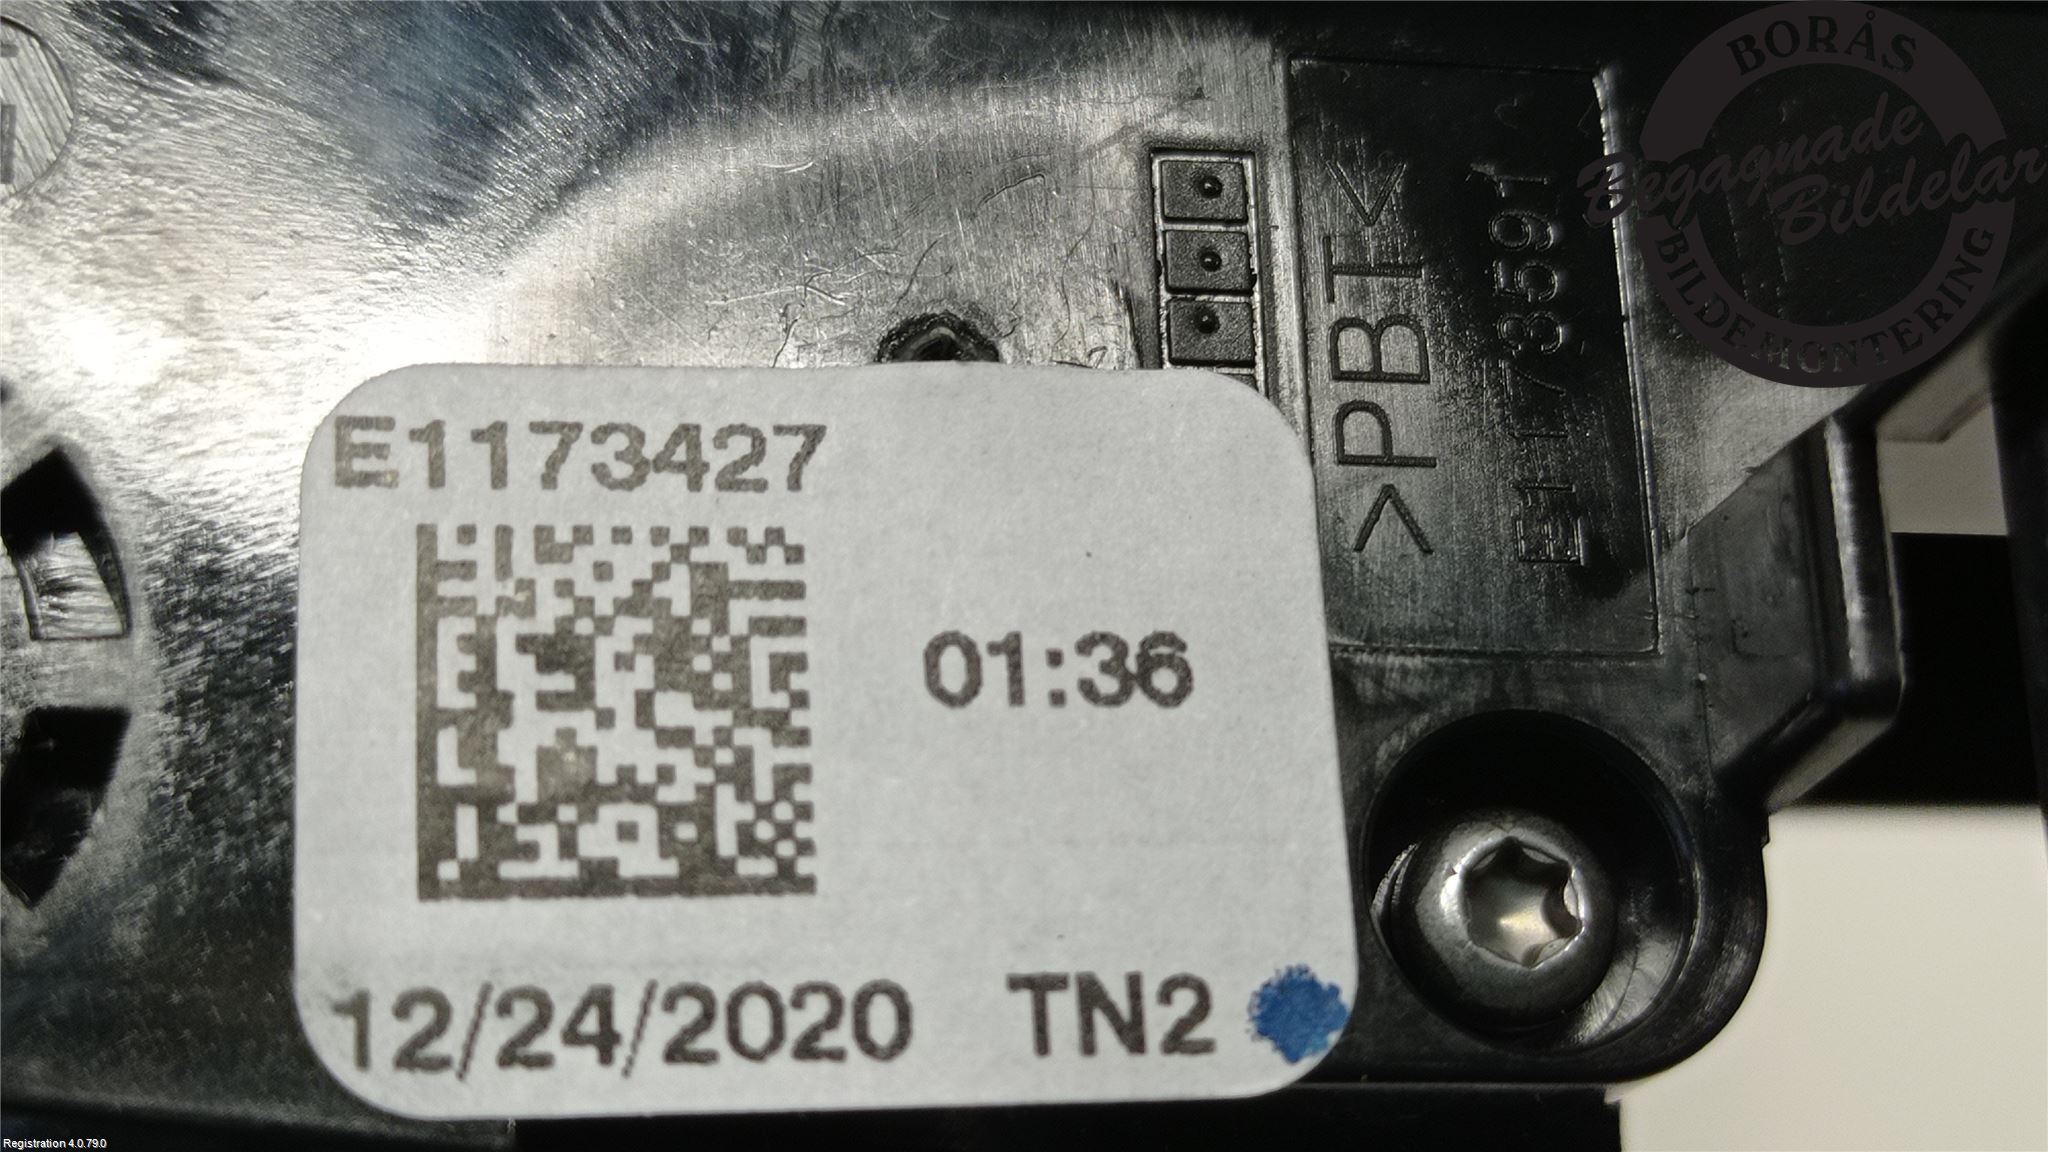 BORÅS
Begagnade
Bildelar
BILDEMONTERING
>PBT<
E1173591
E1173427
01:36
12/24/2020 TN2
Registration 4.0.79.0